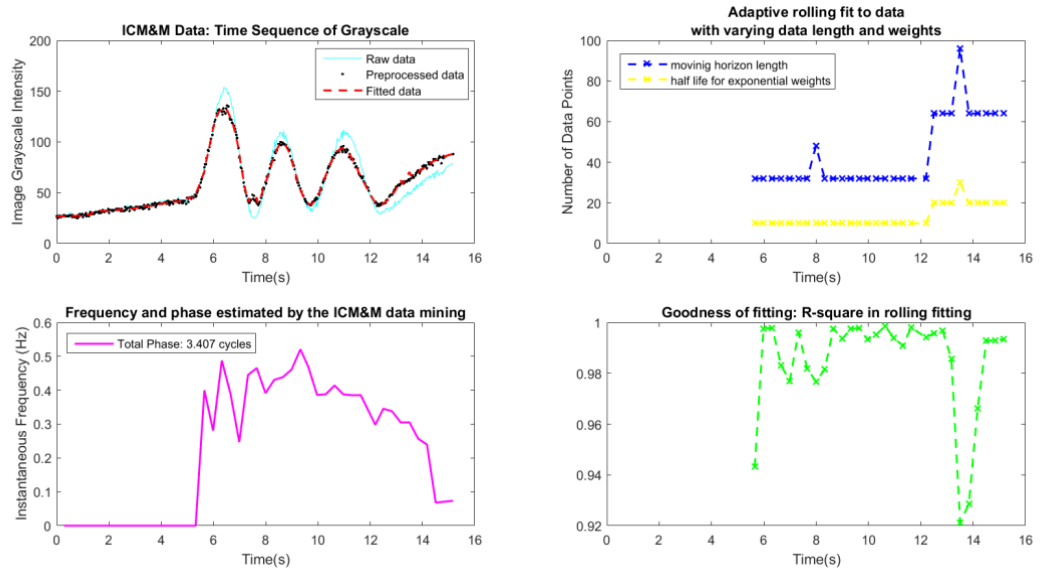 ICM&M Data: Time Sequence of Grayscale
200
150
100
50
0
Image Grayscale Intensity
Raw data
Preprocessed data
Fitted data
0 2 4 6 8 10 12 14 16
Time(s)
Adaptive rolling fit to data
with varying data length and weights
100
80
60
40
20
0
Number of Data Points
movinig horizon length
half life for exponential weights
0 2 4 6 8 10 12 14 16
Time(s)
Frequency and phase estimated by the ICM&M data mining
0.6
0.5
0.4
0.3
0.2
0.1
0
Instantaneous Frequency (Hz)
Total Phase: 3.407 cycles
0 2 4 6 8 10 12 14 16
Time(s)
Goodness of fitting: R-square in rolling fitting
1
0.98
0.96
0.94
0.92
0 2 4 6 8 10 12 14 16
Time(s)